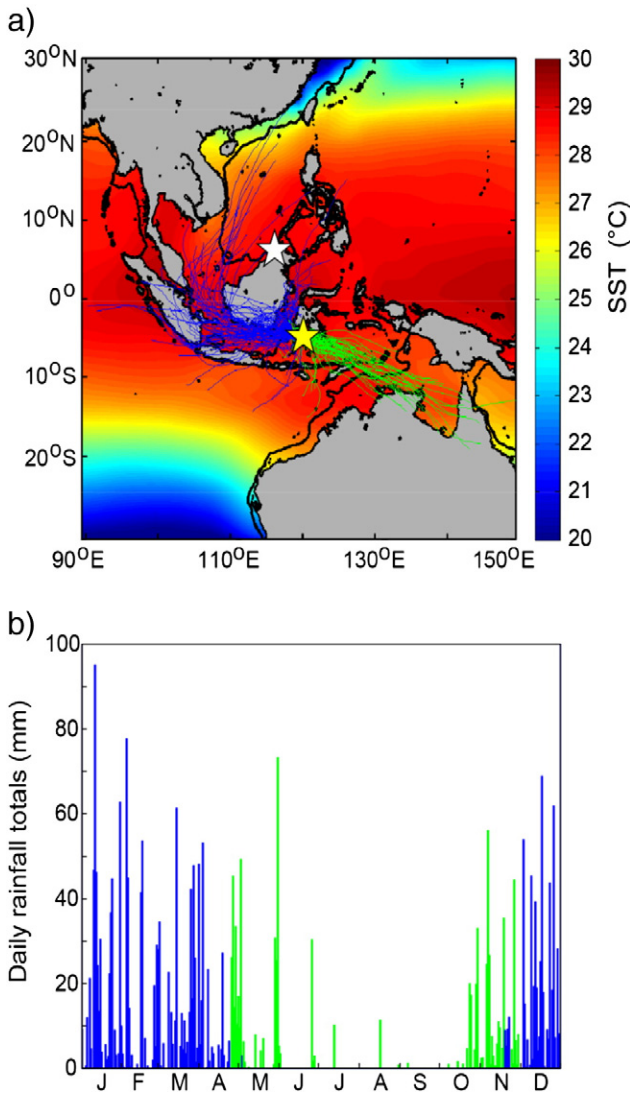 a)
30°N
20°N
10°N
0°
10°S
20°S
90°E 110°E 130°E 150°E
30
29
28
27
26
25
24
23
22
21
20
SST (°C)
b)
100
80
60
40
20
0
Daily rainfall totals (mm)
J F M A M J J A S O N D